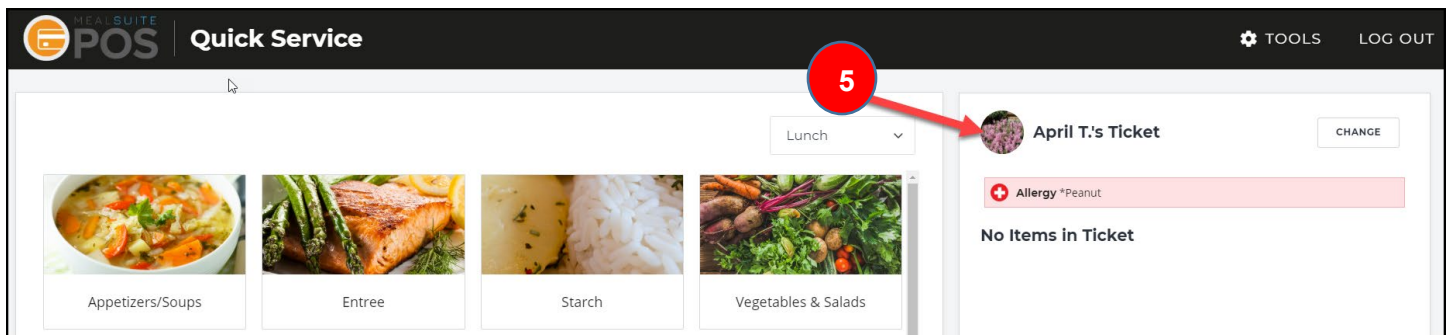 MEALSUITE
POS
Quick Service
TOOLS
LOG OUT
5
Lunch
April T.'s Ticket
CHANGE
Allergy *Peanut
No Items in Ticket
Appetizers/Soups
Entree
Starch
Vegetables & Salads